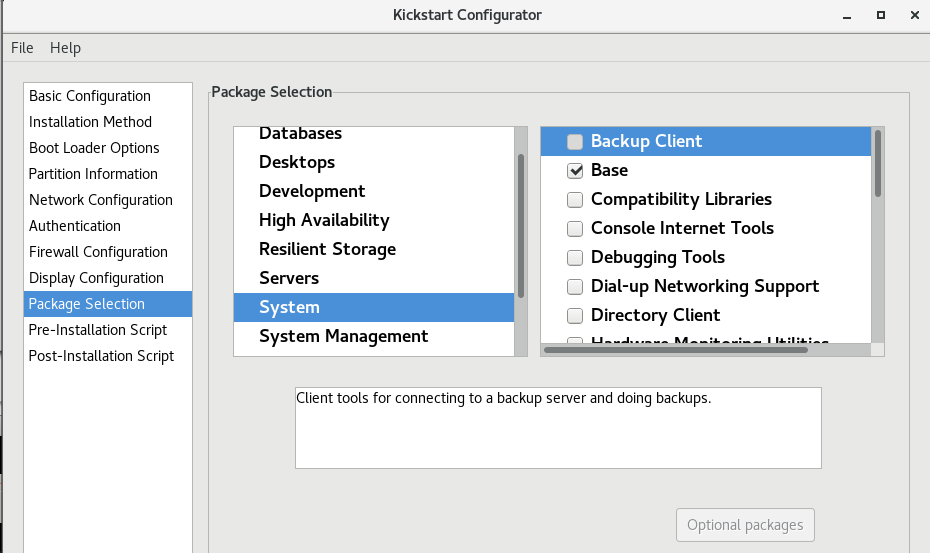 Kickstart Configurator
File Help
Basic Configuration
Installation Method
Boot Loader Options
Partition Information
Network Configuration
Authentication
Firewall Configuration
Display Configuration
Package Selection
Pre-Installation Script
Post-Installation Script
Package Selection
Databases
Desktops
Development
High Availability
Resilient Storage
Servers
System
System Management
Backup Client
Base
Compatibility Libraries
Console Internet Tools
Debugging Tools
Dial-up Networking Support
Directory Client
Hardware Monitoring Utilities
Client tools for connecting to a backup server and doing backups.
Optional packages